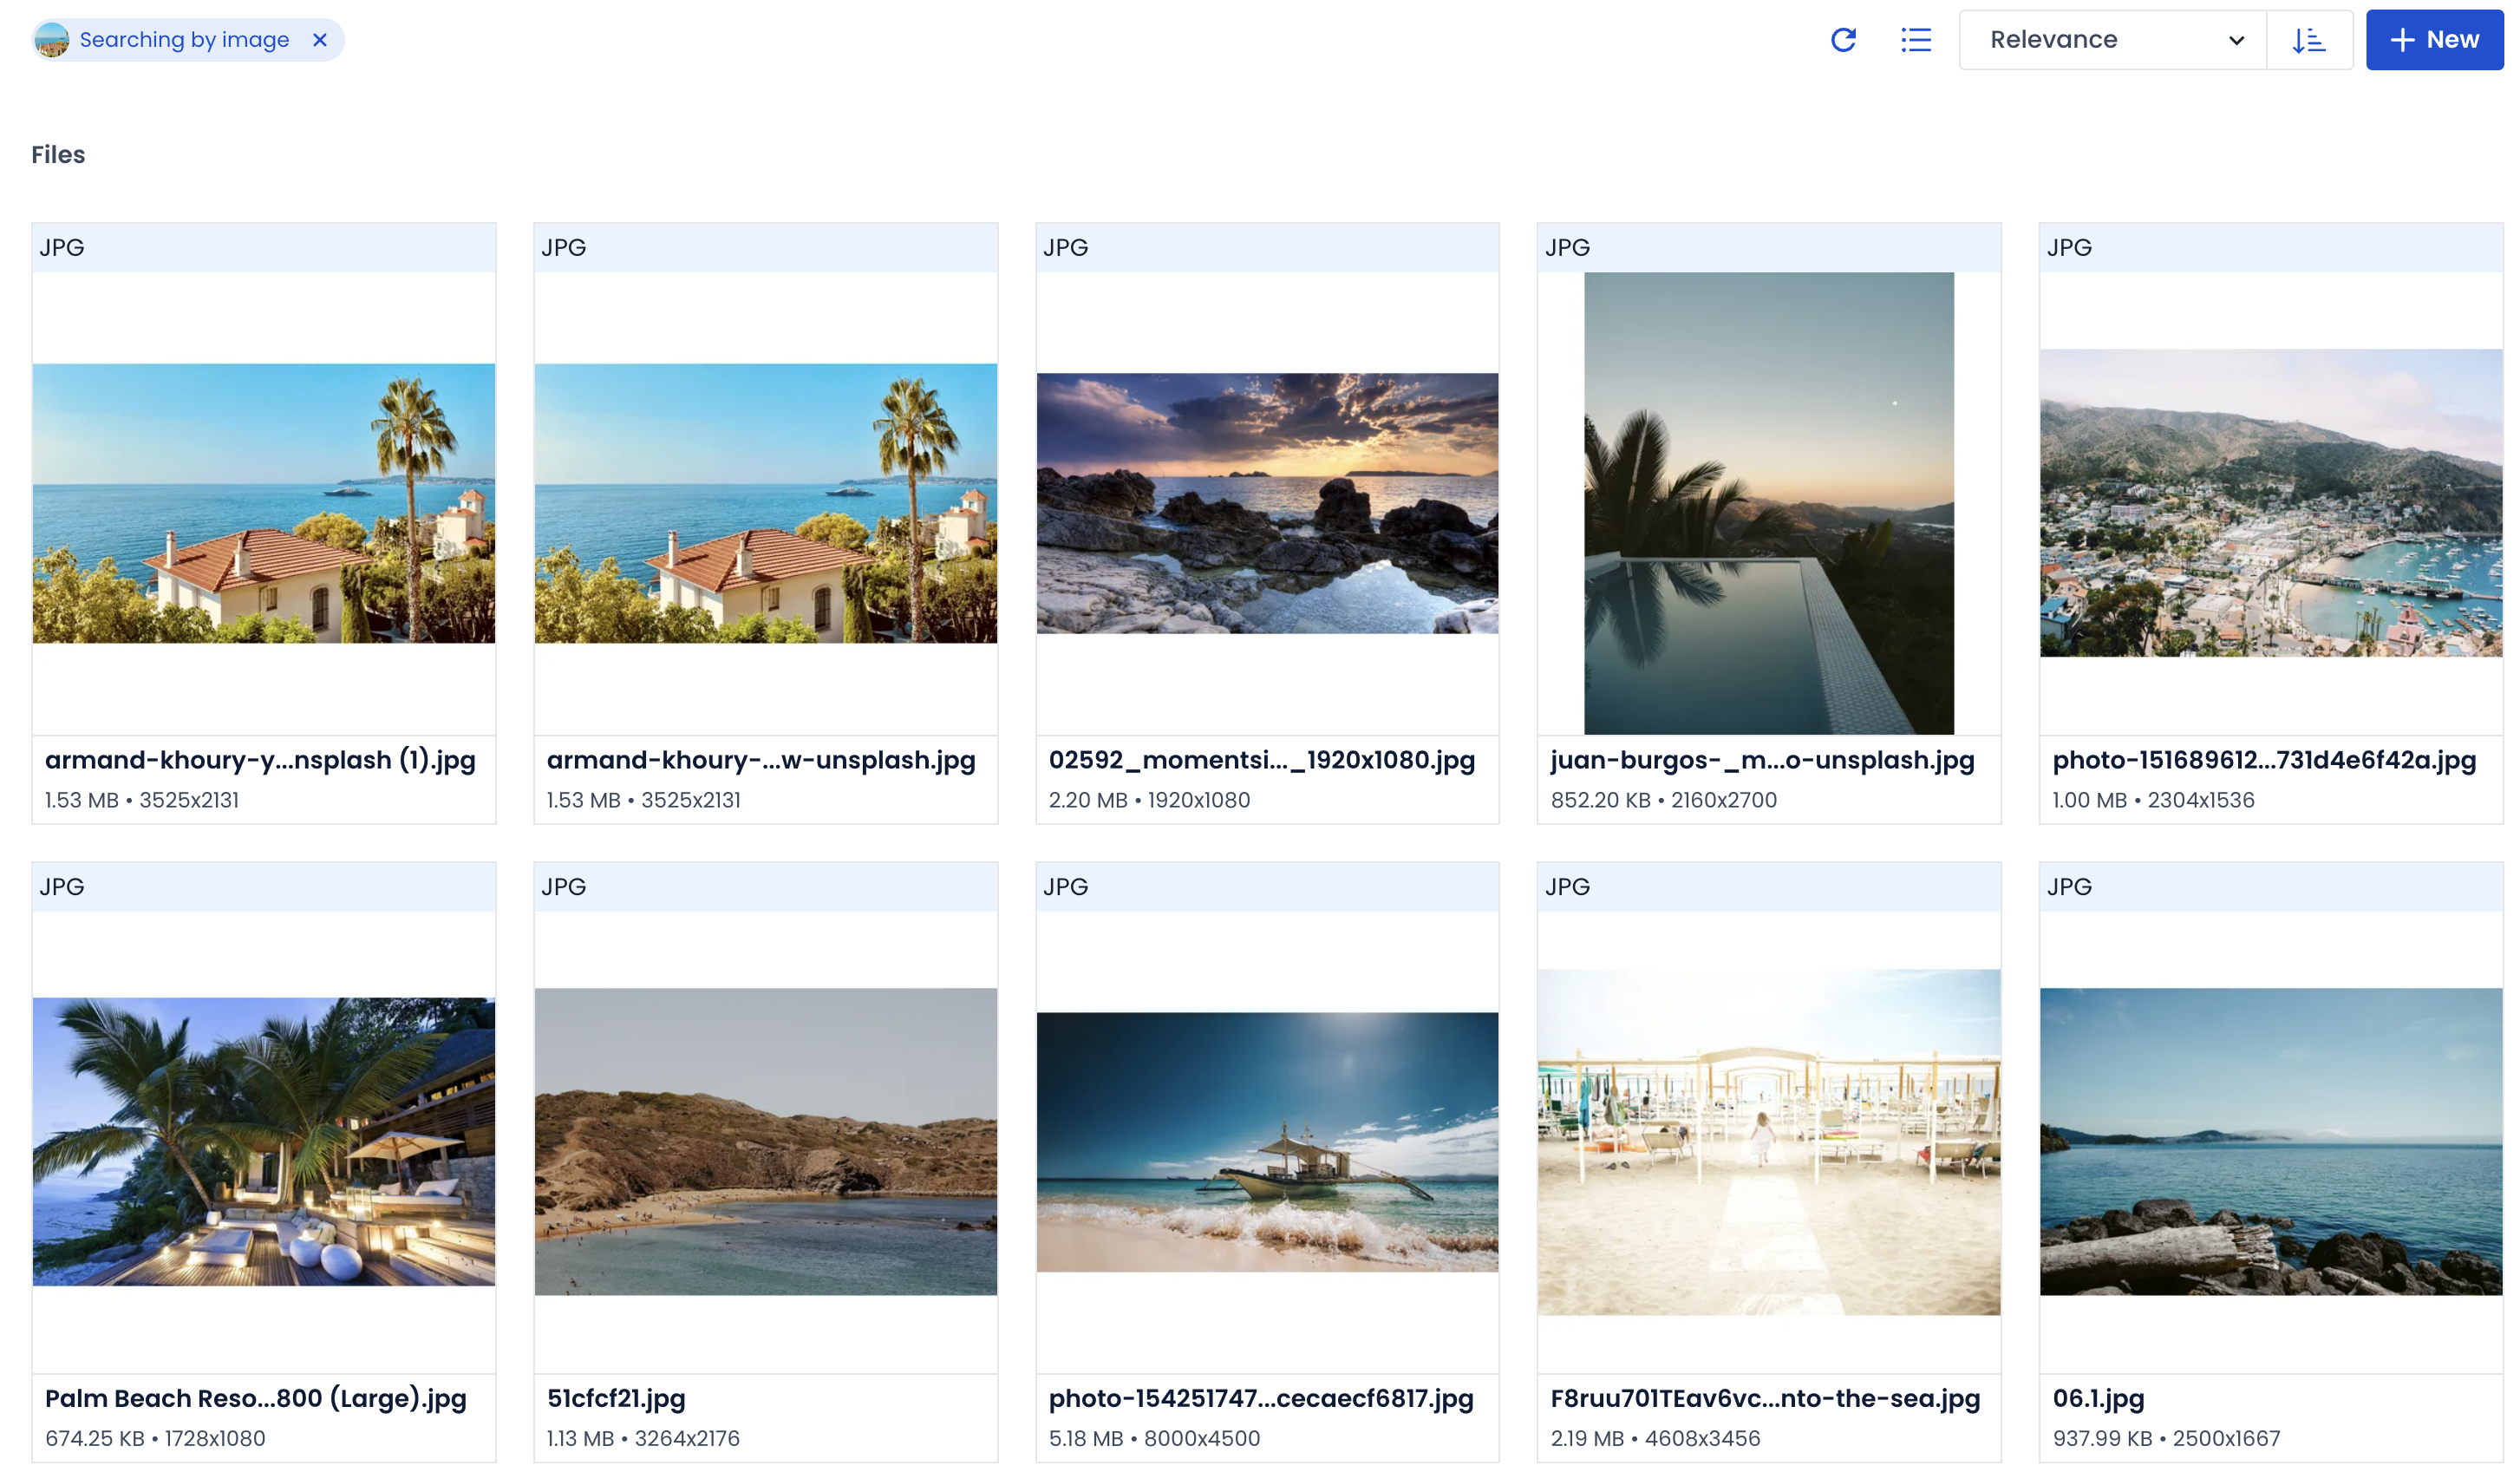 Searching by image
Relevance
New
Files
JPG
JPG
JPG
JPG
JPG
armand-khoury-y...nsplash (1).jpg
1.53 MB • 3525x2131
armand-khoury-...w-unsplash.jpg
1.53 MB • 3525x2131
02592_momentsi..._1920x1080.jpg
2.20 MB • 1920x1080
juan-burgos-_m...o-unsplash.jpg
852.20 KB • 2160x2700
photo-151689612...731d4e6f42a.jpg
1.00 MB • 2304x1536
JPG
JPG
JPG
JPG
JPG
Palm Beach Reso...800 (Large).jpg
674.25 KB • 1728x1080
51cfcf21.jpg
1.13 MB • 3264x2176
photo-154251747...cecaecf6817.jpg
5.18 MB • 8000x4500
F8ruu701TEav6vc...nto-the-sea.jpg
2.19 MB • 4608x3456
06.1.jpg
937.99 KB • 2500x1667